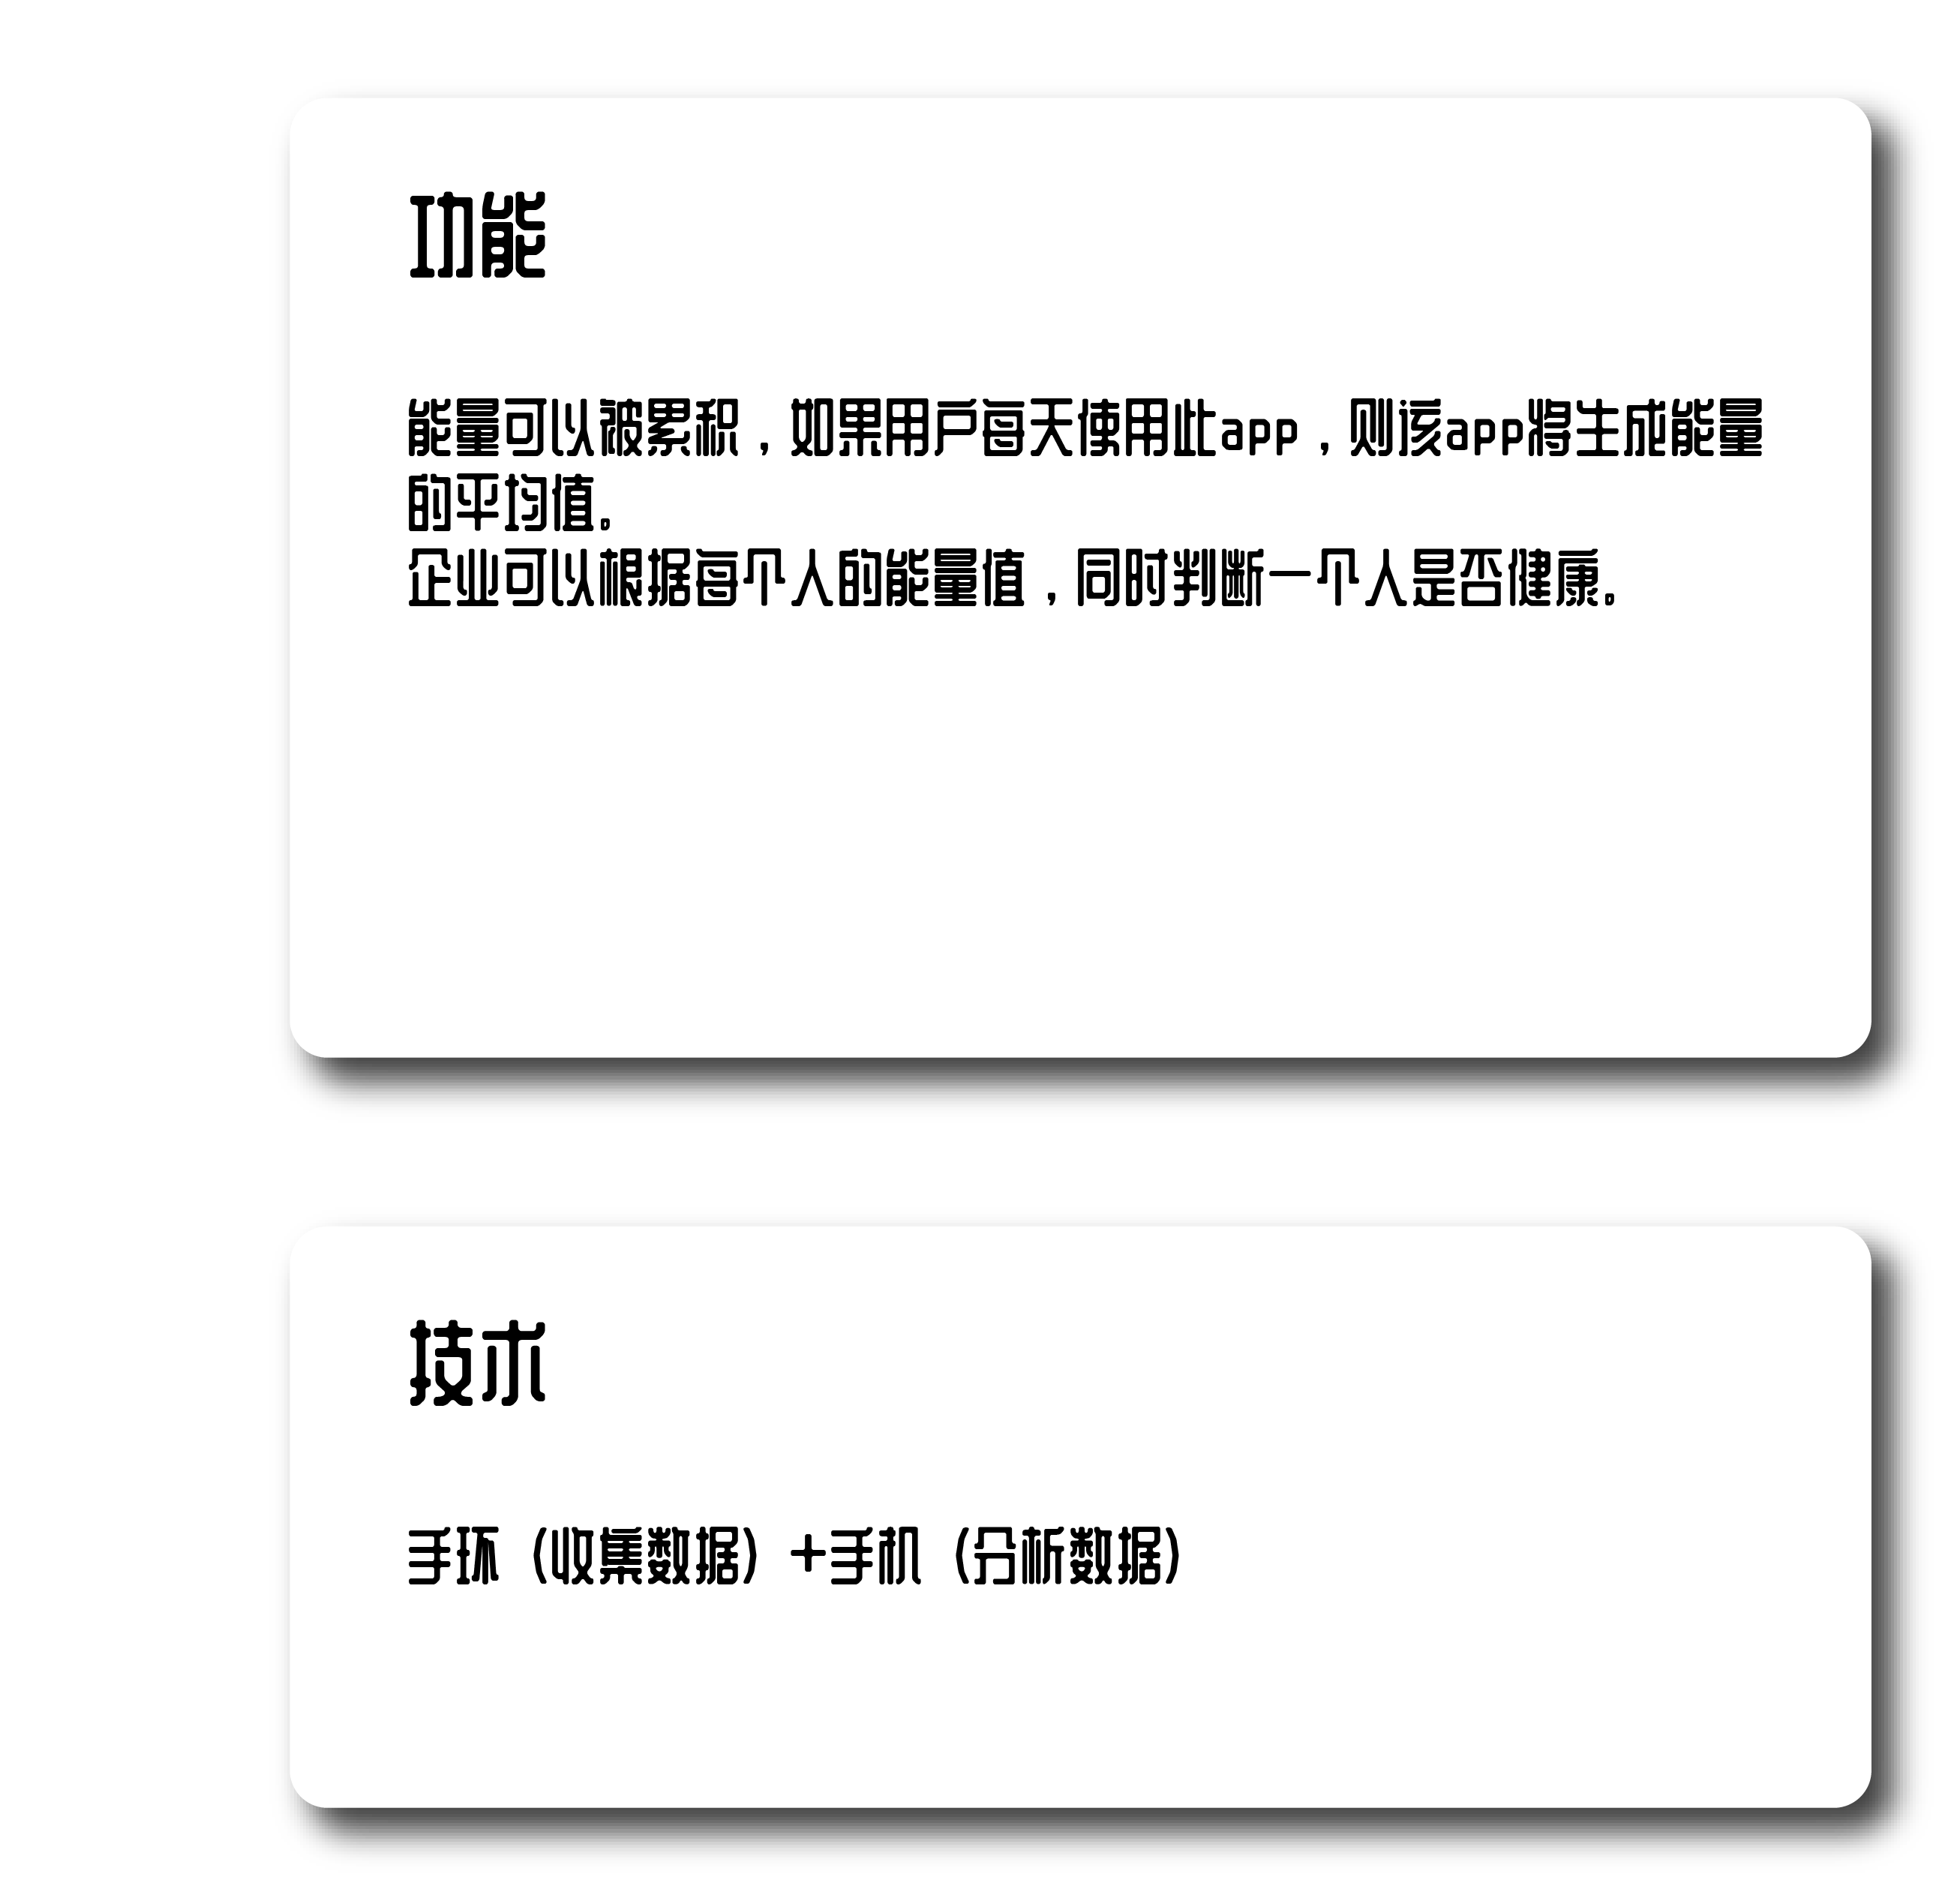 功能
能量可以被累积，如果用户每天使用此app，则该app将生成能量
的平均值。
企业可以根据每个人的能量值，同时判断一个人是否健康。
技术
手环（收集数据）+手机（分析数据）